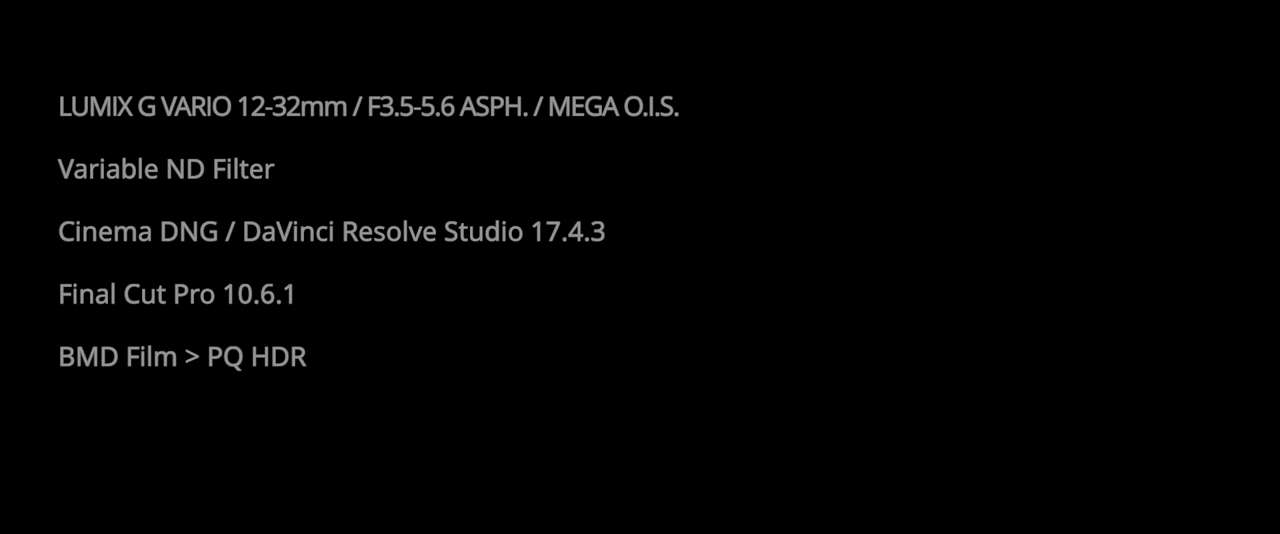 LUMIX G VARIO 12-32mm / F3.5-5.6 ASPH. / MEGA O.I.S.
Variable ND Filter
Cinema DNG / DaVinci Resolve Studio 17.4.3
Final Cut Pro 10.6.1
BMD Film > PQ HDR